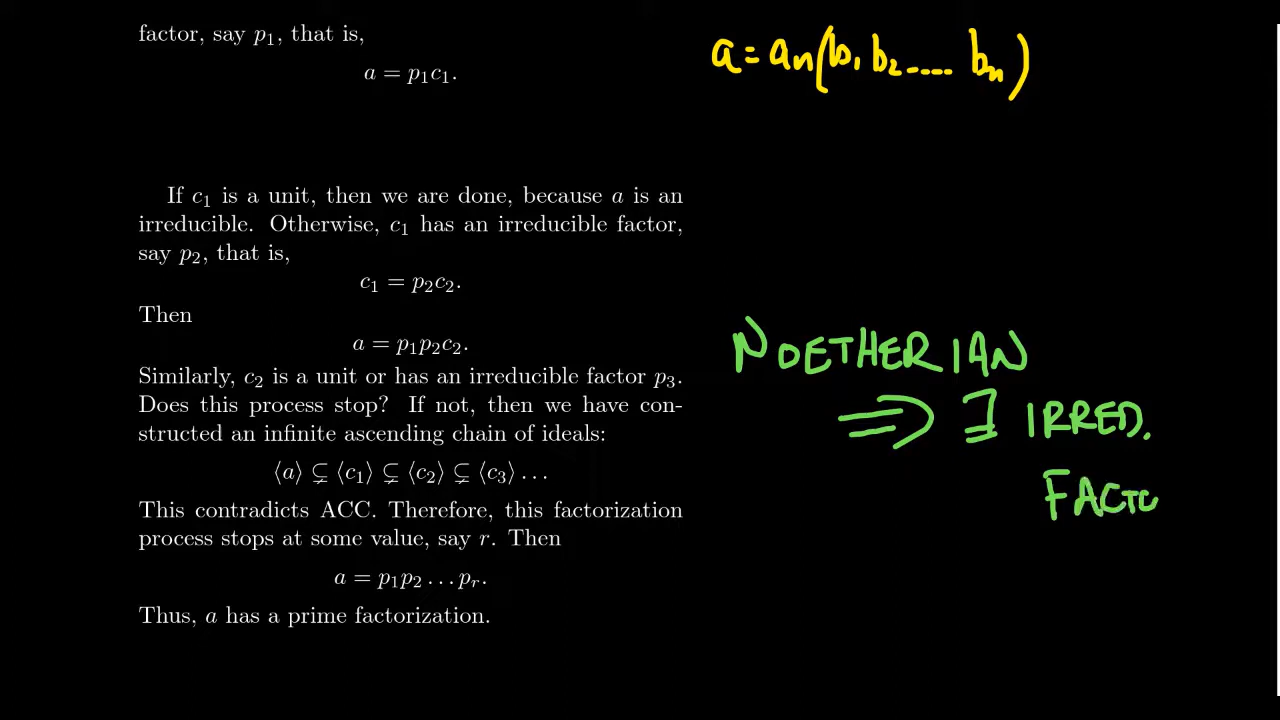 factor, say p₁, that is,
a = p₁c₁.
a = aₙ(b₁ b₂ ..... bₙ)
If c₁ is a unit, then we are done, because a is an
irreducible. Otherwise, c₁ has an irreducible factor,
say p₂, that is,
c₁ = p₂c₂.
Then
a = p₁p₂c₂.
Similarly, c₂ is a unit or has an irreducible factor p₃.
Does this process stop? If not, then we have con-
structed an infinite ascending chain of ideals:
⟨a⟩ ⊊ ⟨c₁⟩ ⊊ ⟨c₂⟩ ⊊ ⟨c₃⟩ ...
This contradicts ACC. Therefore, this factorization
process stops at some value, say r. Then
a = p₁p₂ ... pᵣ.
Thus, a has a prime factorization.
NOETHERIAN
⟹ ∃ IRRED.
FACTO